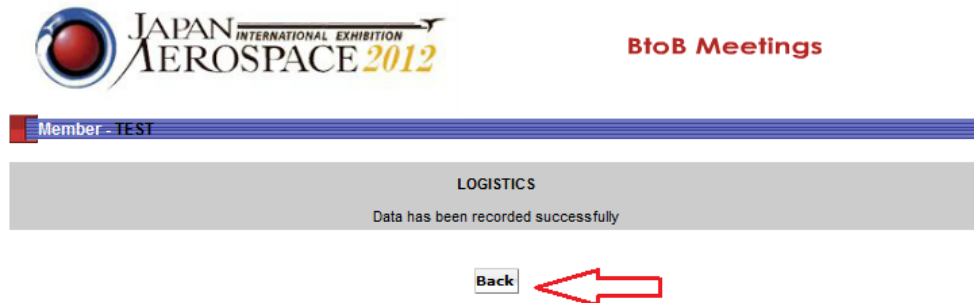 JAPAN INTERNATIONAL EXHIBITION
AEROSPACE 2012
BtoB Meetings
Member - TEST
LOGISTICS
Data has been recorded successfully
Back